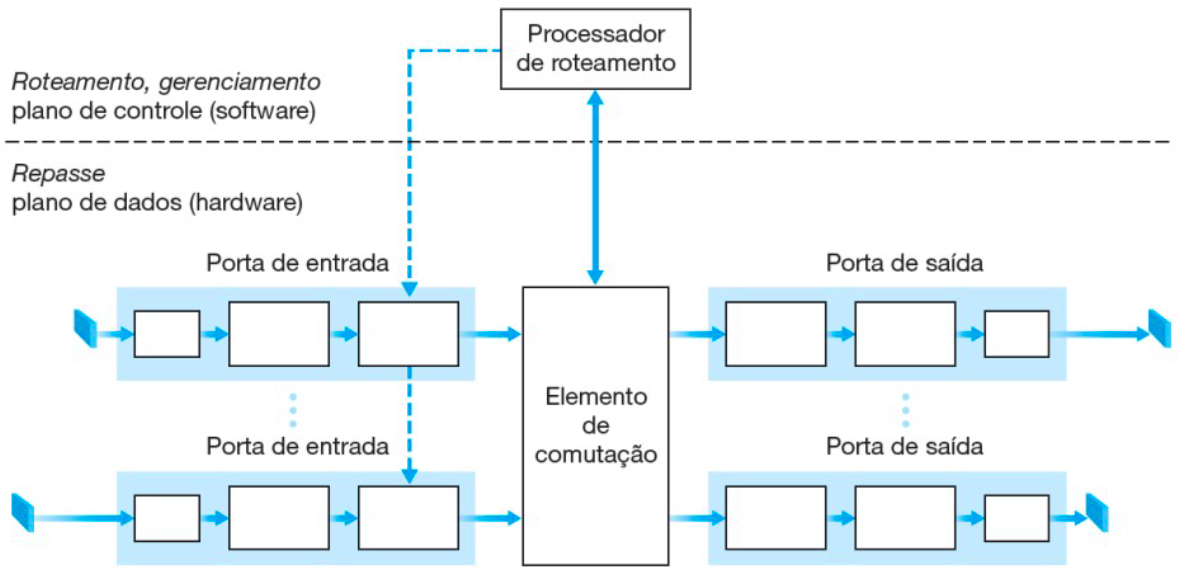 Processador
de roteamento
Roteamento, gerenciamento
plano de controle (software)
Repasse
plano de dados (hardware)
Porta de entrada
Porta de saída
Elemento
de
comutação
Porta de entrada
Porta de saída